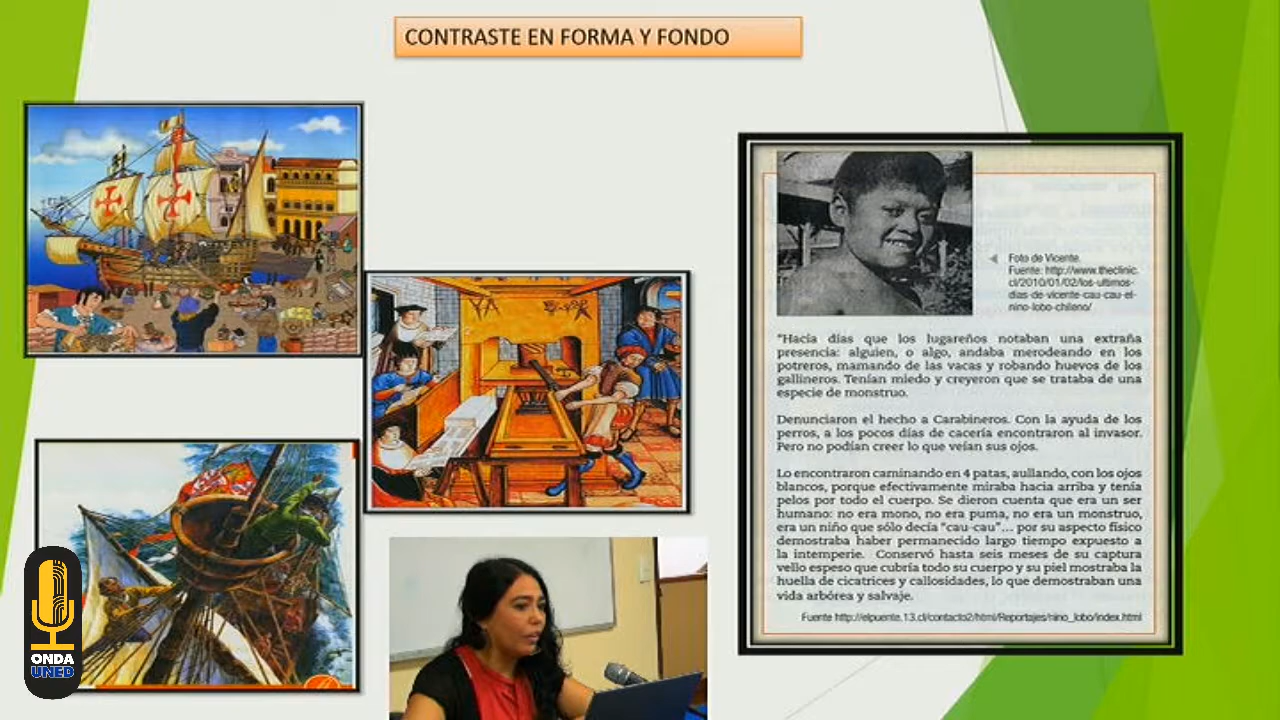 CONTRASTE EN FORMA Y FONDO
Foto de Vicente.
Fuente: http://www.theclinic.
cl/2010/01/02/los-ultimos-
dias-de-vicente-cau-cau-el-
nino-lobo-chileno/
"Hacía días que los lugareños notaban una extraña
presencia: alguien, o algo, andaba merodeando en los
potreros, mamando de las vacas y robando huevos de los
gallineros. Tenían miedo y creyeron que se trataba de una
especie de monstruo.
Denunciaron el hecho a Carabineros. Con la ayuda de los
perros, a los pocos días de cacería encontraron al invasor.
Pero no podían creer lo que veían sus ojos.
Lo encontraron caminando en 4 patas, aullando, con los ojos
blancos, porque efectivamente miraba hacia arriba y tenía
pelos por todo el cuerpo. Se dieron cuenta que era un ser
humano: no era mono, no era puma, no era un monstruo,
era un niño que sólo decía "cau-cau"... por su aspecto físico
demostraba haber permanecido largo tiempo expuesto a
la intemperie. Conservó hasta seis meses de su captura
vello espeso que cubría todo su cuerpo y su piel mostraba la
huella de cicatrices y callosidades, lo que demostraban una
vida arbórea y salvaje.
Fuente http://elpuente.13.cl/contacto2/html/Reportajes/nino_lobo/index.html
ONDA
UNED